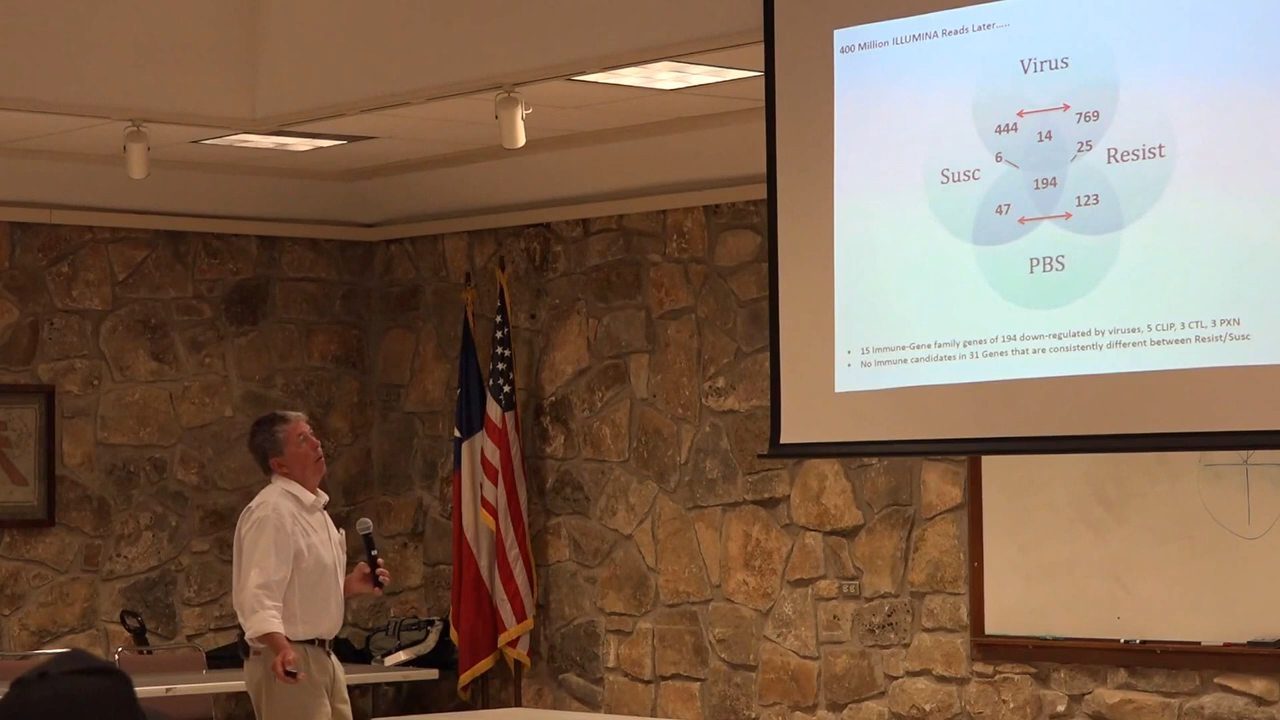 400 Million ILLUMINA Reads Later.....
Virus
444
769
14
6
25
Susc
Resist
194
47
123
PBS
• 15 Immune-Gene family genes of 194 down-regulated by viruses, 5 CLIP, 3 CTL, 3 PXN
• No Immune candidates in 31 Genes that are consistently different between Resist/Susc